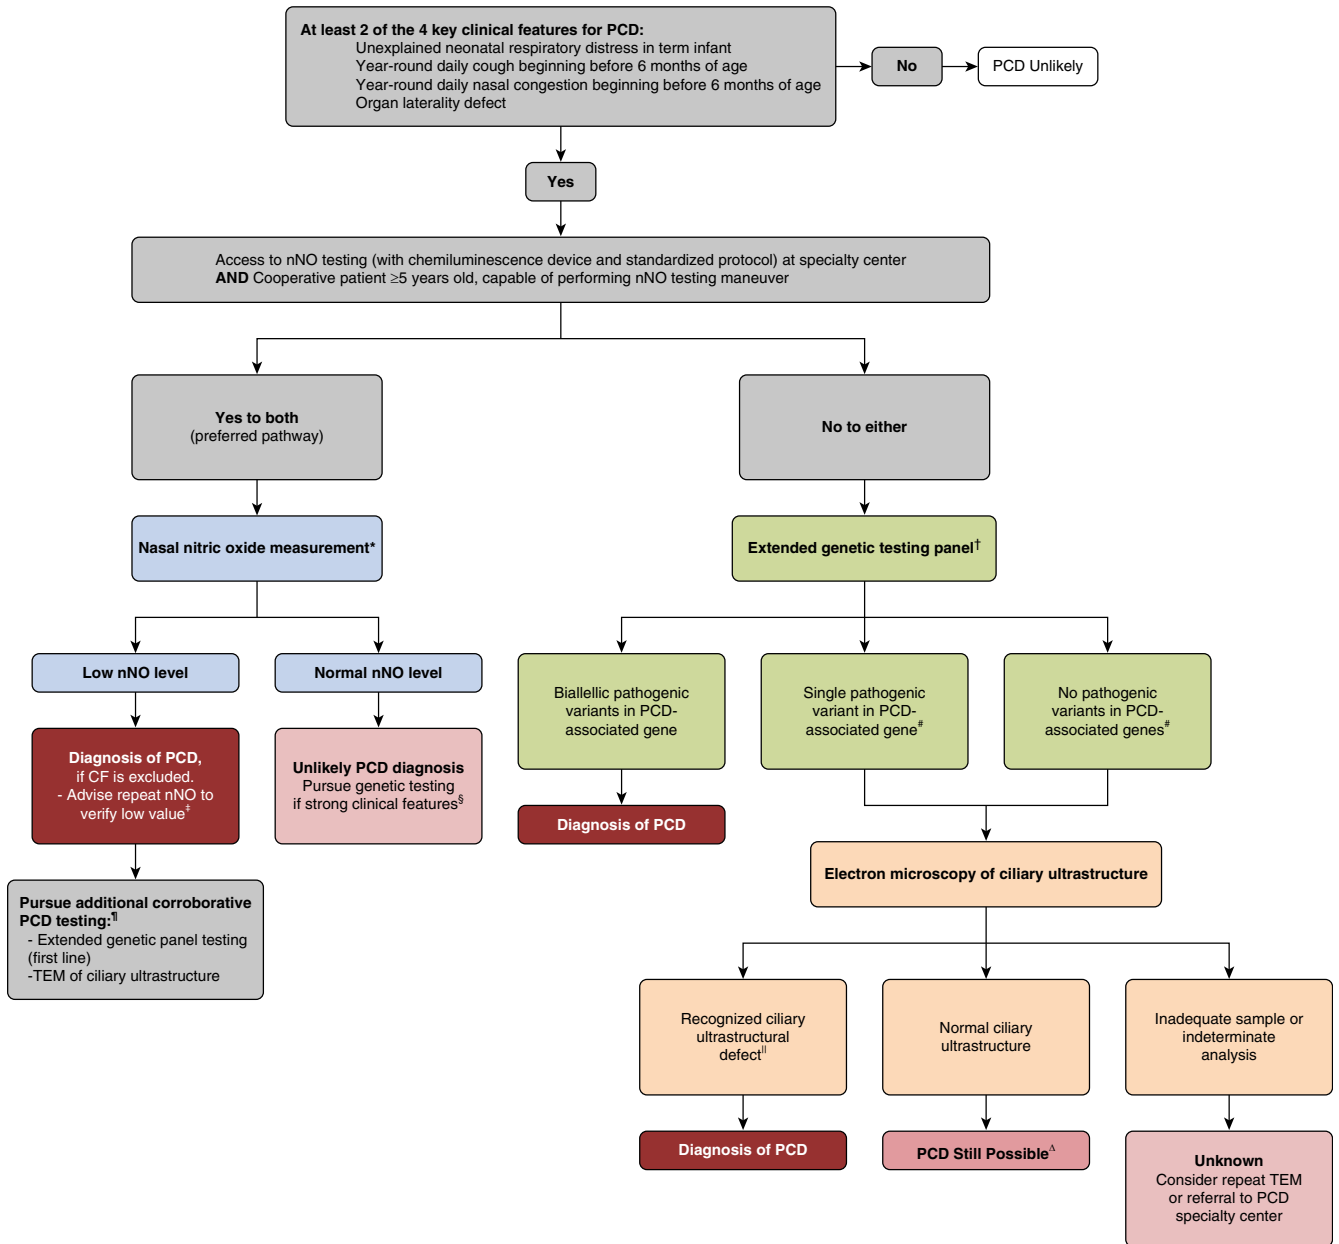 At least 2 of the 4 key clinical features for PCD:
Unexplained neonatal respiratory distress in term infant
Year-round daily cough beginning before 6 months of age
Year-round daily nasal congestion beginning before 6 months of age
Organ laterality defect
No
PCD Unlikely
Yes
Access to nNO testing (with chemiluminescence device and standardized protocol) at specialty center
AND Cooperative patient ≥5 years old, capable of performing nNO testing maneuver
Yes to both
(preferred pathway)
No to either
Nasal nitric oxide measurement*
Extended genetic testing panel†
Low nNO level
Normal nNO level
Biallellic pathogenic
variants in PCD-
associated gene
Single pathogenic
variant in PCD-
associated gene#
No pathogenic
variants in PCD-
associated genes#
Diagnosis of PCD,
if CF is excluded.
- Advise repeat nNO to
verify low value‡
Unlikely PCD diagnosis
Pursue genetic testing
if strong clinical features§
Diagnosis of PCD
Electron microscopy of ciliary ultrastructure
Pursue additional corroborative
PCD testing:¶
- Extended genetic panel testing
(first line)
-TEM of ciliary ultrastructure
Recognized ciliary
ultrastructural
defect||
Normal ciliary
ultrastructure
Inadequate sample or
indeterminate
analysis
Diagnosis of PCD
PCD Still PossibleΔ
Unknown
Consider repeat TEM
or referral to PCD
specialty center